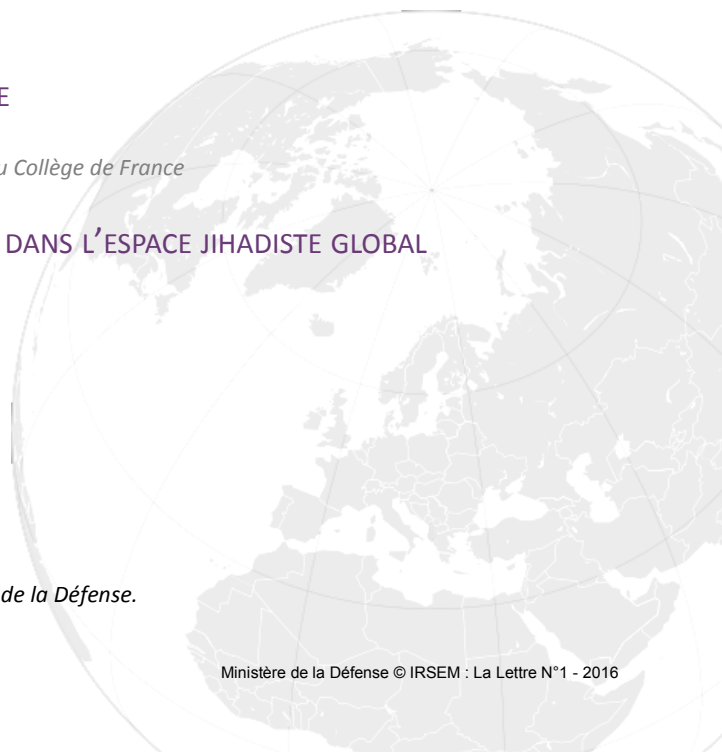 E
u Collège de France
DANS L’ESPACE JIHADISTE GLOBAL
de la Défense.
Ministère de la Défense © IRSEM : La Lettre N°1 - 2016